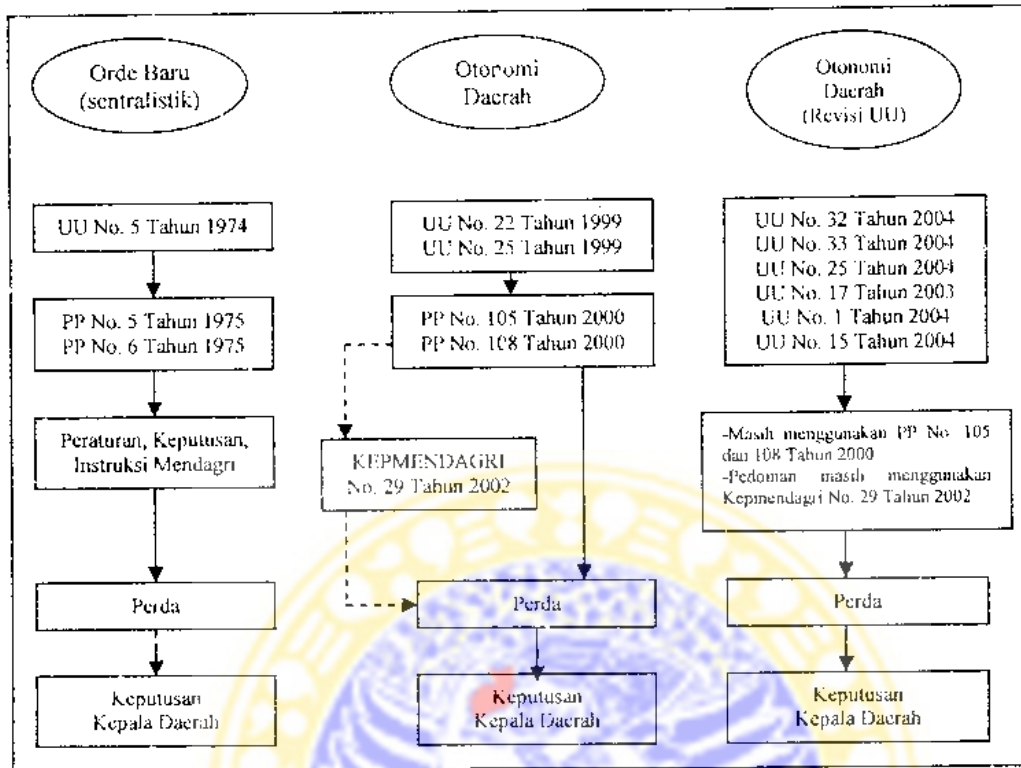 Orde Baru
(sentralistik)
UU No. 5 Tahun 1974
PP No. 5 Tahun 1975
PP No. 6 Tahun 1975
Peraturan, Keputusan,
Instruksi Mendagri
Perda
Keputusan
Kepala Daerah
Otonomi
Daerah
UU No. 22 Tahun 1999
UU No. 25 Tahun 1999
PP No. 105 Tahun 2000
PP No. 108 Tahun 2000
KEPMENDAGRI
No. 29 Tahun 2002
Perda
Keputusan
Kepala Daerah
Otonomi
Daerah
(Revisi UU)
UU No. 32 Tahun 2004
UU No. 33 Tahun 2004
UU No. 25 Tahun 2004
UU No. 17 Tahun 2003
UU No. 1 Tahun 2004
UU No. 15 Tahun 2004
-Masih menggunakan PP No. 105
dan 108 Tahun 2000
-Pedoman masih menggunakan
Kepmendagri No. 29 Tahun 2002
Perda
Keputusan
Kepala Daerah